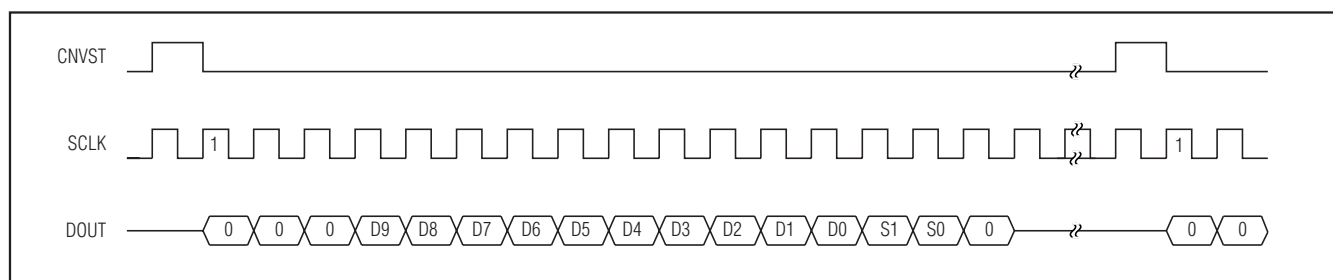 CNVST
SCLK 1 1
DOUT 0 0 0 D9 D8 D7 D6 D5 D4 D3 D2 D1 D0 S1 S0 0 0 0